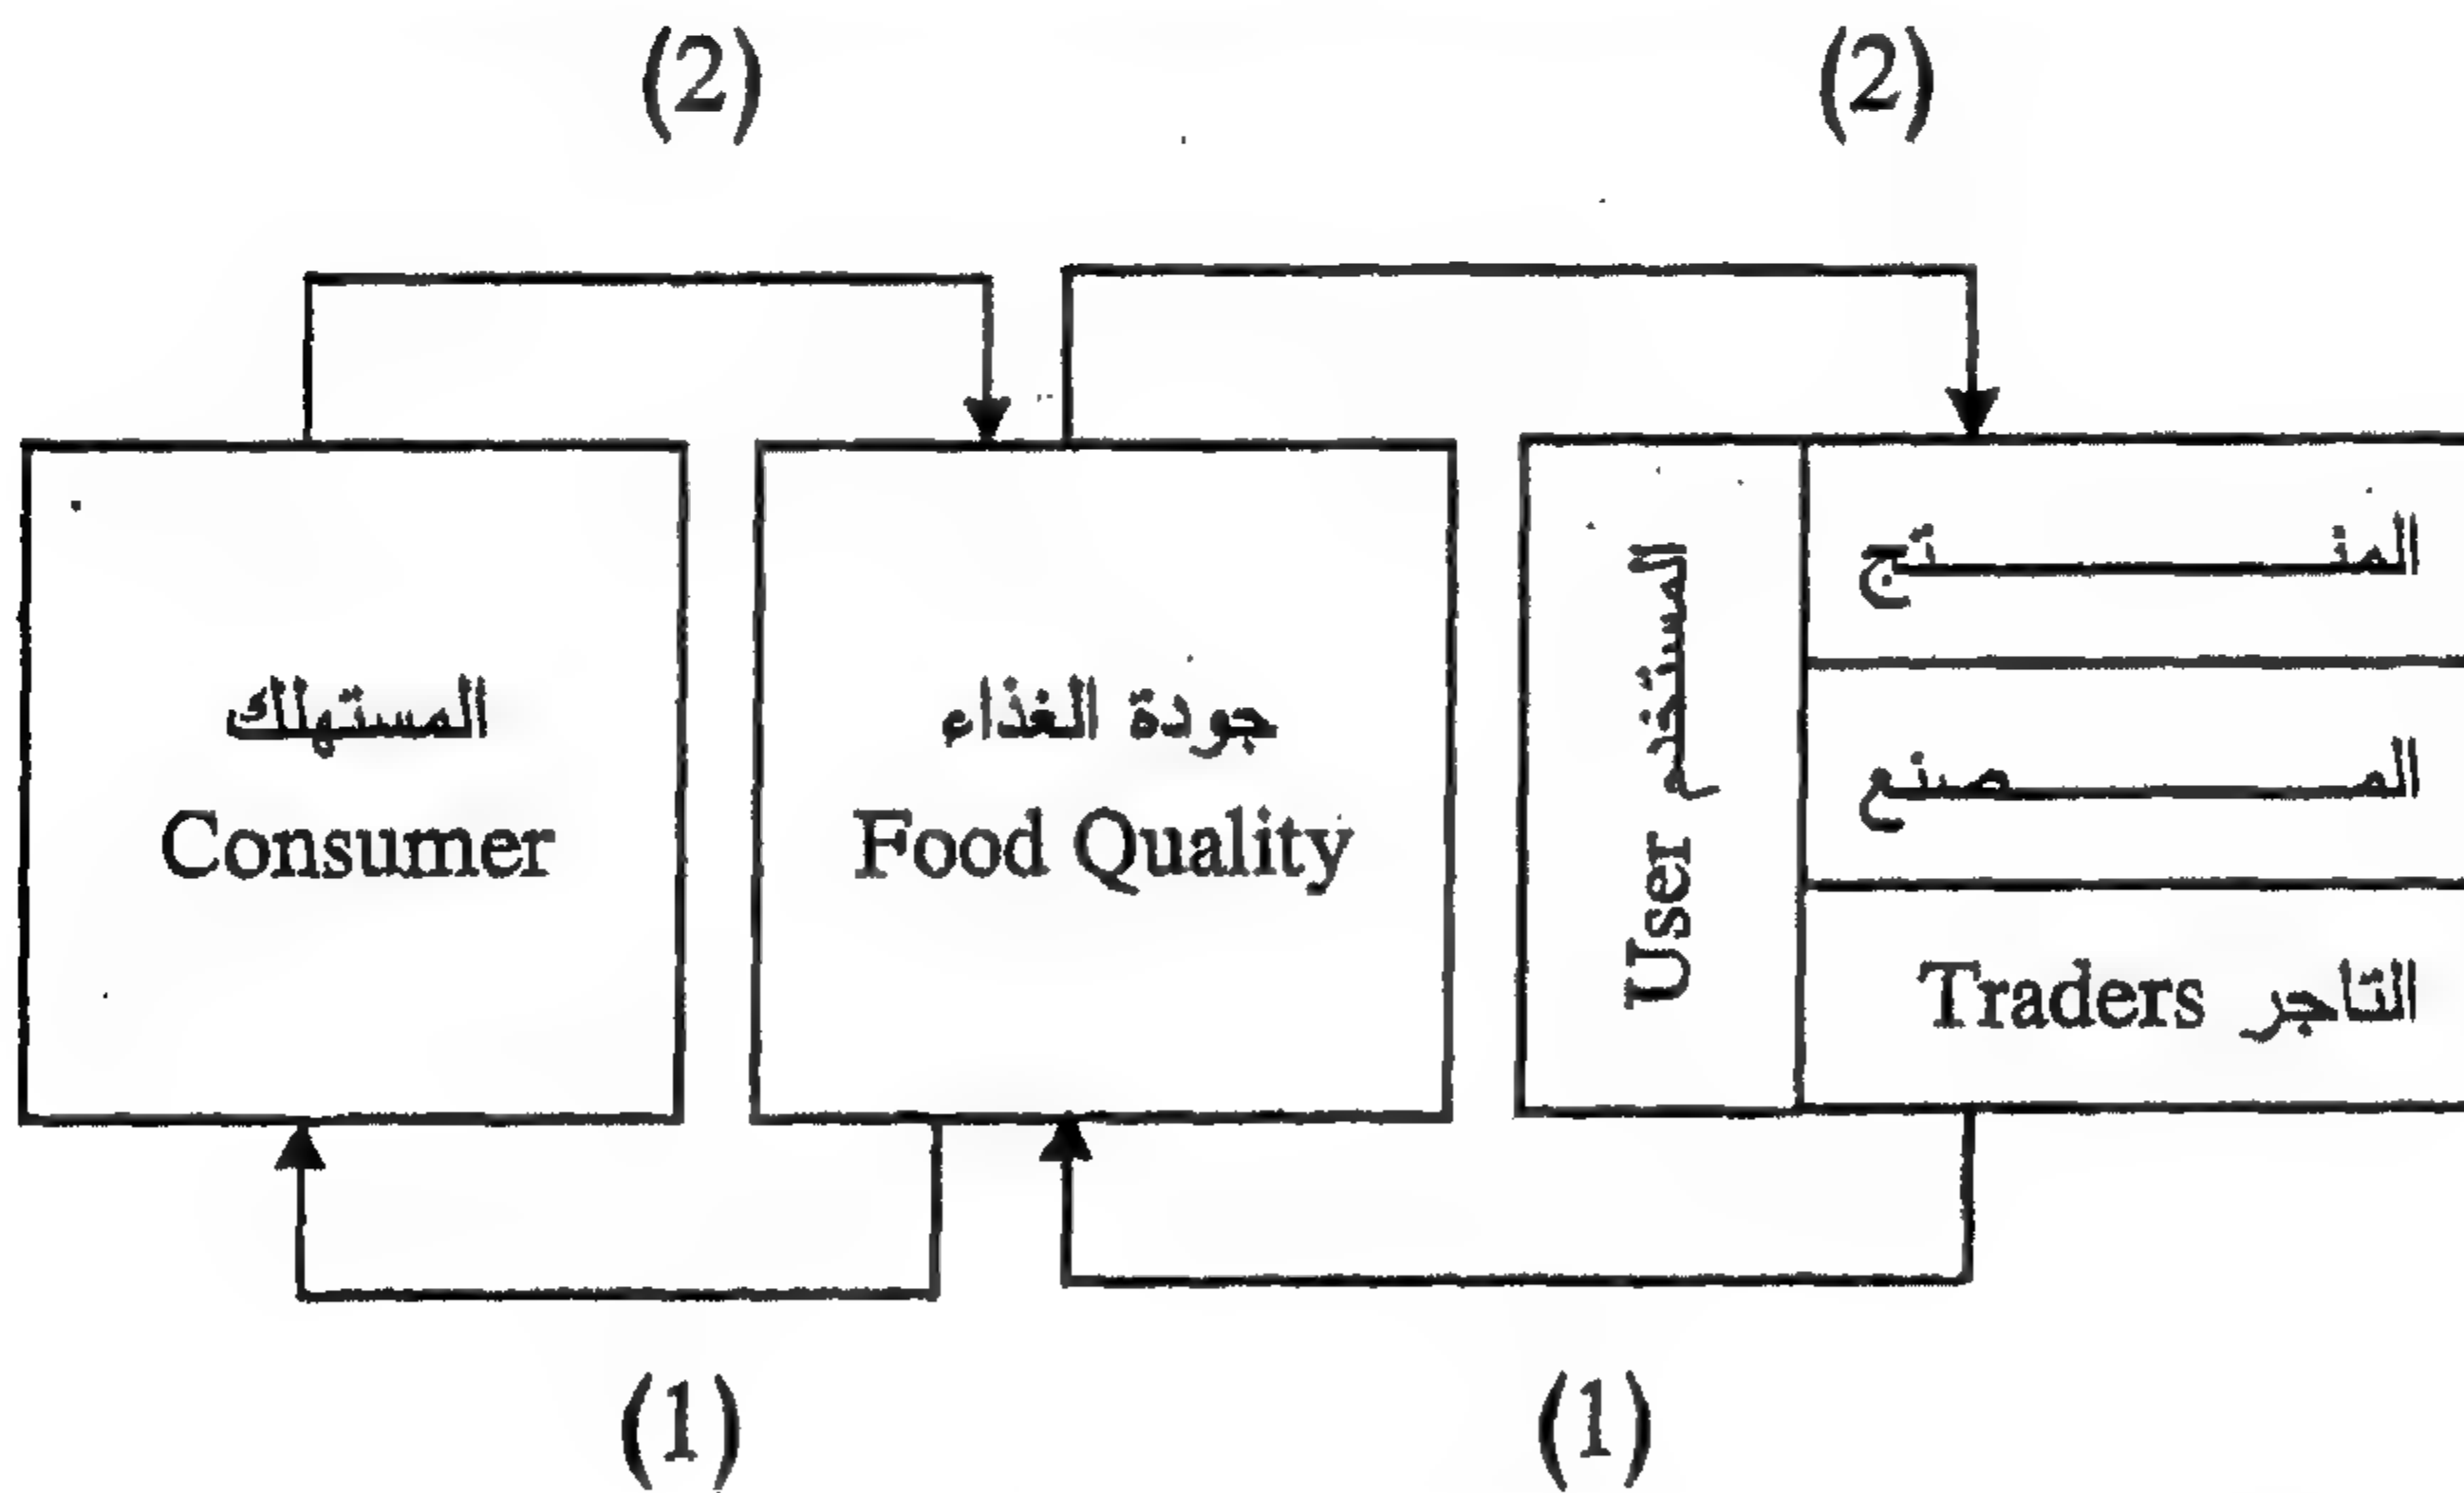 (2)
(2)
المستهلك
Consumer
جودة الغذاء
Food Quality
المستخدم User
المنتج
المصنع
Traders التاجر
(1)
(1)